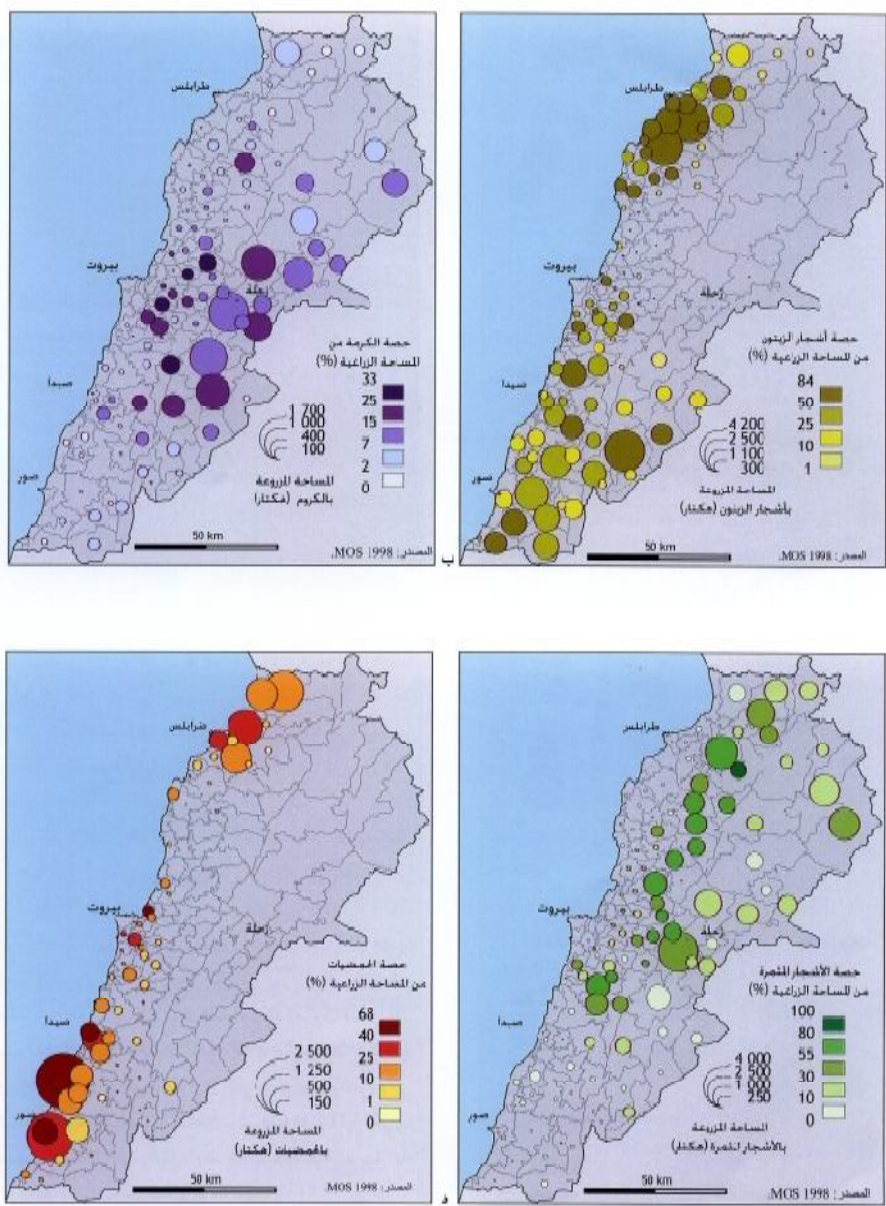 طرابلس
بيروت
زحلة
صيدا
صور
حصة الكرمة من
المساحة الزراعية (%)
33
25
15
7
2
0
1 700
1 000
400
100
المساحة المزروعة
بالكروم (هكتار)
50 km
المصدر: MOS 1998.
ب
طرابلس
بيروت
زحلة
صيدا
صور
حصة أشجار لزيتون
من المساحة الزراعية (%)
84
50
25
10
1
4 200
2 500
1 100
300
المساحة المزروعة
بأشجار الزيتون (هكتار)
50 km
المصدر: MOS 1998.
طرابلس
بيروت
زحلة
صيدا
صور
حصة الحمضيات
من المساحة الزراعية (%)
68
40
25
10
1
0
2 500
1 250
500
150
المساحة المزروعة
بالحمضيات (هكتار)
50 km
المصدر: MOS 1998.
طرابلس
بيروت
زحلة
صيدا
صور
حصة الأشجار المثمرة
من المساحة الزراعية (%)
100
80
55
30
10
0
4 000
2 500
1 000
250
المساحة المزروعة
بالأشجار المثمرة (هكتار)
50 km
المصدر: MOS 1998.